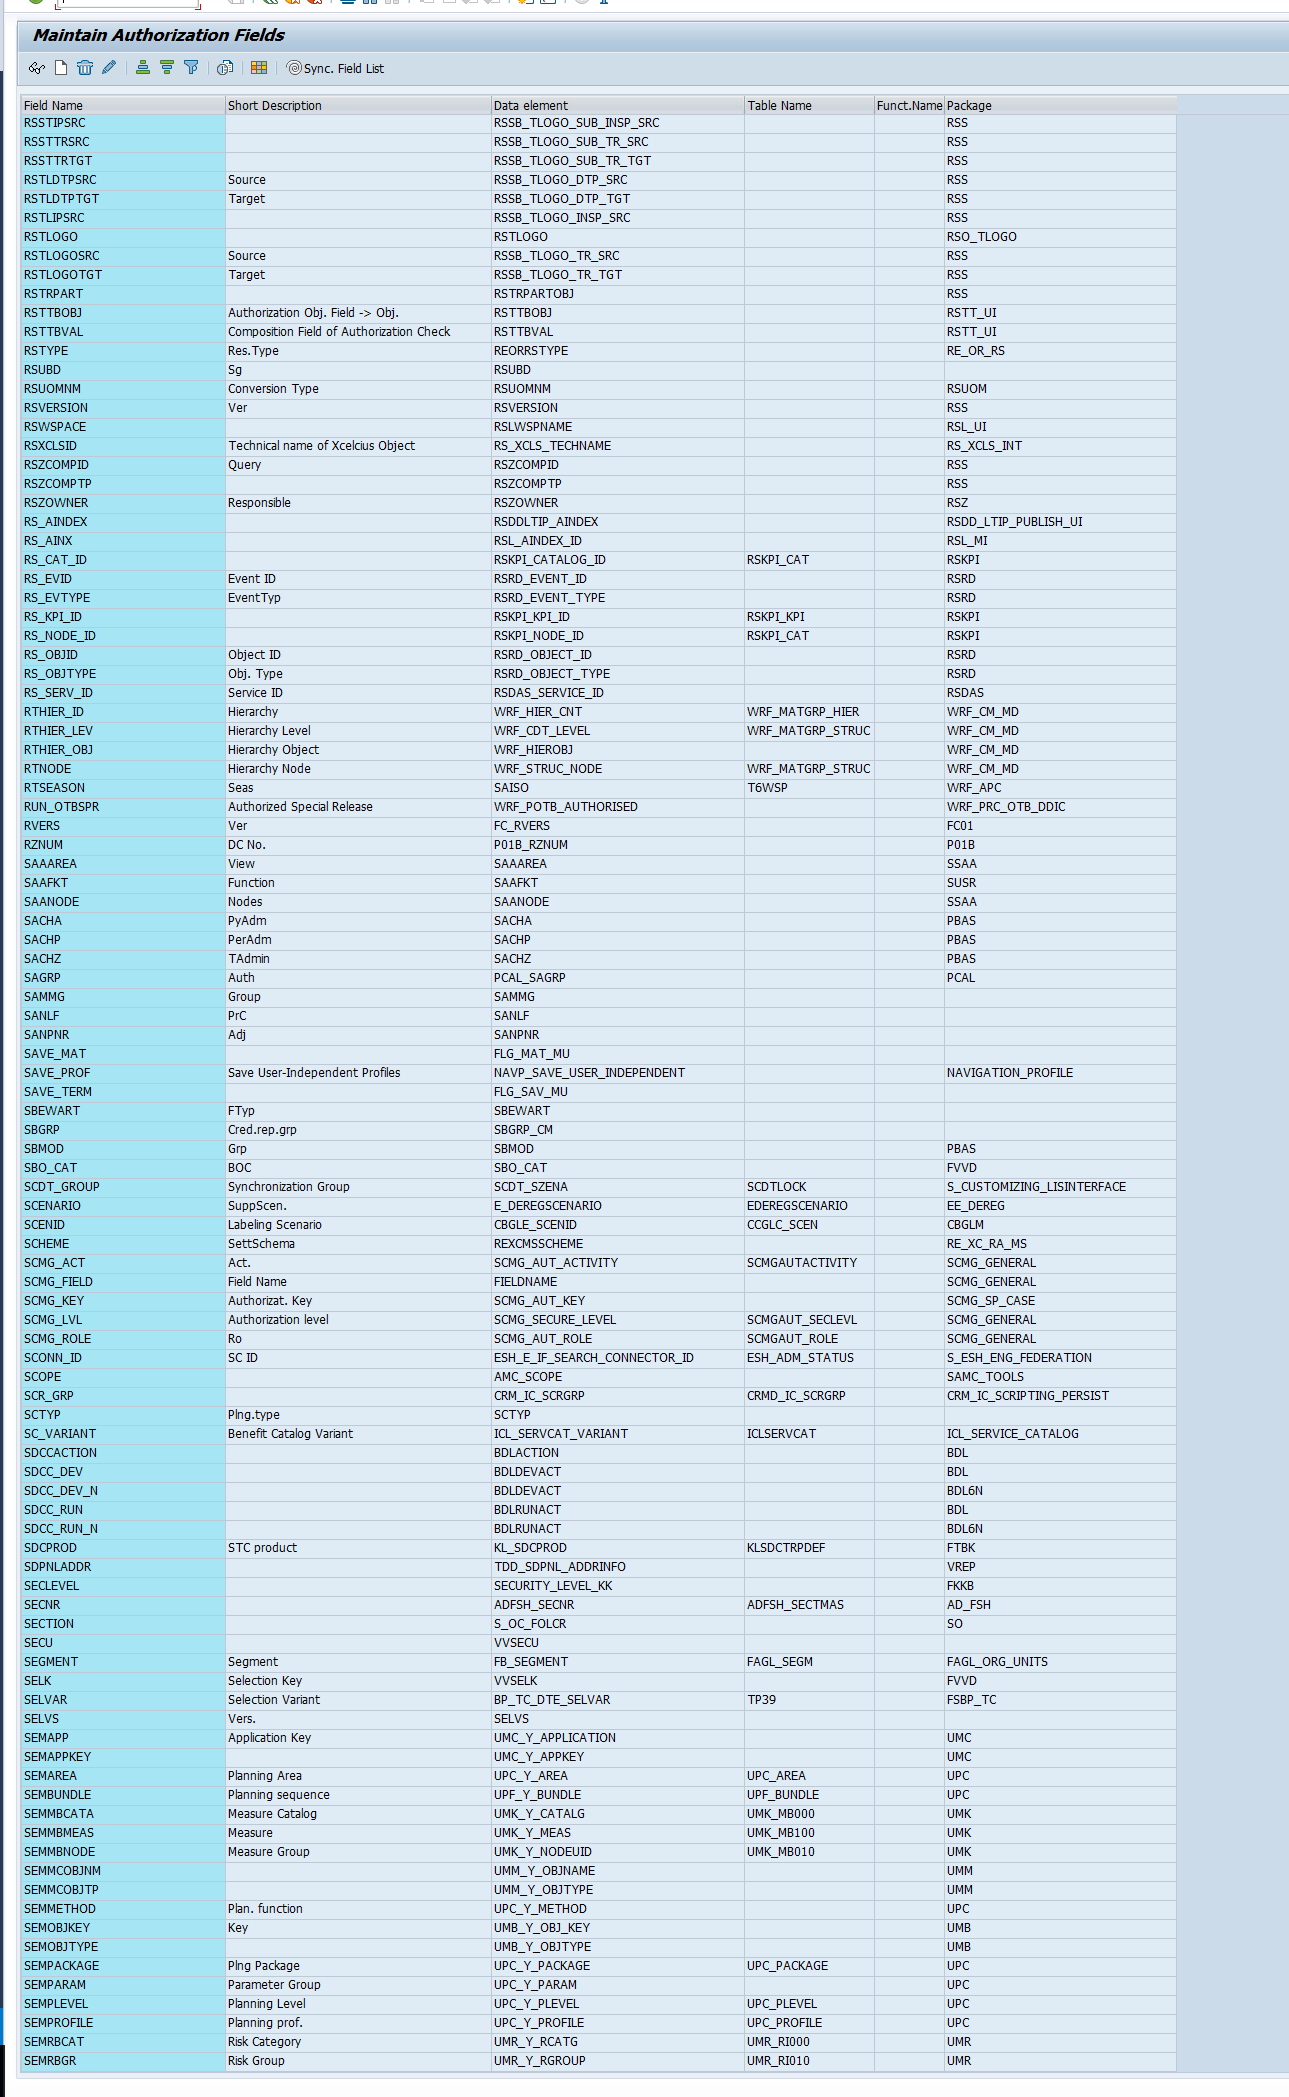 Maintain Authorization Fields
Sync. Field List
Field Name Short Description Data element Table Name Funct.Name Package
RSSTIPSRC RSSB_TLOGO_SUB_INSP_SRC RSS
RSSTTRSRC RSSB_TLOGO_SUB_TR_SRC RSS
RSSTTRTGT RSSB_TLOGO_SUB_TR_TGT RSS
RSTLDTPSRC Source RSSB_TLOGO_DTP_SRC RSS
RSTLDTPTGT Target RSSB_TLOGO_DTP_TGT RSS
RSTLIPSRC RSSB_TLOGO_INSP_SRC RSS
RSTLOGO RSTLOGO RSO_TLOGO
RSTLOGOSRC Source RSSB_TLOGO_TR_SRC RSS
RSTLOGOTGT Target RSSB_TLOGO_TR_TGT RSS
RSTRPART RSTRPARTOBJ RSS
RSTTBOBJ Authorization Obj. Field -> Obj. RSTTBOBJ RSTT_UI
RSTTBVAL Composition Field of Authorization Check RSTTBVAL RSTT_UI
RSTYPE Res.Type REORRSTYPE RE_OR_RS
RSUBD Sg RSUBD
RSUOMNM Conversion Type RSUOMNM RSUOM
RSVERSION Ver RSVERSION RSS
RSWSPACE RSLWSPNAME RSL_UI
RSXCLSID Technical name of Xcelcius Object RS_XCLS_TECHNAME RS_XCLS_INT
RSZCOMPID Query RSZCOMPID RSS
RSZCOMPTP RSZCOMPTP RSS
RSZOWNER Responsible RSZOWNER RSZ
RS_AINDEX RSDDLTIP_AINDEX RSDD_LTIP_PUBLISH_UI
RS_AINX RSL_AINDEX_ID RSL_MI
RS_CAT_ID RSKPI_CATALOG_ID RSKPI_CAT RSKPI
RS_EVID Event ID RSRD_EVENT_ID RSRD
RS_EVTYPE EventTyp RSRD_EVENT_TYPE RSRD
RS_KPI_ID RSKPI_KPI_ID RSKPI_KPI RSKPI
RS_NODE_ID RSKPI_NODE_ID RSKPI_CAT RSKPI
RS_OBJID Object ID RSRD_OBJECT_ID RSRD
RS_OBJTYPE Obj. Type RSRD_OBJECT_TYPE RSRD
RS_SERV_ID Service ID RSDAS_SERVICE_ID RSDAS
RTHIER_ID Hierarchy WRF_HIER_CNT WRF_MATGRP_HIER WRF_CM_MD
RTHIER_LEV Hierarchy Level WRF_CDT_LEVEL WRF_MATGRP_STRUC WRF_CM_MD
RTHIER_OBJ Hierarchy Object WRF_HIEROBJ WRF_CM_MD
RTNODE Hierarchy Node WRF_STRUC_NODE WRF_MATGRP_STRUC WRF_CM_MD
RTSEASON Seas SAISO T6WSP WRF_APC
RUN_OTBSPR Authorized Special Release WRF_POTB_AUTHORISED WRF_PRC_OTB_DDIC
RVERS Ver FC_RVERS FC01
RZNUM DC No. P01B_RZNUM P01B
SAAAREA View SAAAREA SSAA
SAAFKT Function SAAFKT SUSR
SAANODE Nodes SAANODE SSAA
SACHA PyAdm SACHA PBAS
SACHP PerAdm SACHP PBAS
SACHZ TAdmin SACHZ PBAS
SAGRP Auth PCAL_SAGRP PCAL
SAMMG Group SAMMG
SANLF PrC SANLF
SANPNR Adj SANPNR
SAVE_MAT FLG_MAT_MU
SAVE_PROF Save User-Independent Profiles NAVP_SAVE_USER_INDEPENDENT NAVIGATION_PROFILE
SAVE_TERM FLG_SAV_MU
SBEWART FTyp SBEWART
SBGRP Cred.rep.grp SBGRP_CM
SBMOD Grp SBMOD PBAS
SBO_CAT BOC SBO_CAT FVVD
SCDT_GROUP Synchronization Group SCDT_SZENA SCDTLOCK S_CUSTOMIZING_LISINTERFACE
SCENARIO SuppScen. E_DEREGSCENARIO EDEREGSCENARIO EE_DEREG
SCENID Labeling Scenario CBGLE_SCENID CCGLC_SCEN CBGLM
SCHEME SettSchema REXCMSSCHEME RE_XC_RA_MS
SCMG_ACT Act. SCMG_AUT_ACTIVITY SCMGAUTACTIVITY SCMG_GENERAL
SCMG_FIELD Field Name FIELDNAME SCMG_GENERAL
SCMG_KEY Authorizat. Key SCMG_AUT_KEY SCMG_SP_CASE
SCMG_LVL Authorization level SCMG_SECURE_LEVEL SCMGAUT_SECLEVL SCMG_GENERAL
SCMG_ROLE Ro SCMG_AUT_ROLE SCMGAUT_ROLE SCMG_GENERAL
SCONN_ID SC ID ESH_E_IF_SEARCH_CONNECTOR_ID ESH_ADM_STATUS S_ESH_ENG_FEDERATION
SCOPE AMC_SCOPE SAMC_TOOLS
SCR_GRP CRM_IC_SCRGRP CRMD_IC_SCRGRP CRM_IC_SCRIPTING_PERSIST
SCTYP Plng.type SCTYP
SC_VARIANT Benefit Catalog Variant ICL_SERVCAT_VARIANT ICLSERVCAT ICL_SERVICE_CATALOG
SDCCACTION BDLACTION BDL
SDCC_DEV BDLDEVACT BDL
SDCC_DEV_N BDLDEVACT BDL6N
SDCC_RUN BDLRUNACT BDL
SDCC_RUN_N BDLRUNACT BDL6N
SDCPROD STC product KL_SDCPROD KLSDCTRPDEF FTBK
SDPNLADDR TDD_SDPNL_ADDRINFO VREP
SECLEVEL SECURITY_LEVEL_KK FKKB
SECNR ADFSH_SECNR ADFSH_SECTMAS AD_FSH
SECTION S_OC_FOLCR SO
SECU VVSECU
SEGMENT Segment FB_SEGMENT FAGL_SEGM FAGL_ORG_UNITS
SELK Selection Key VVSELK FVVD
SELVAR Selection Variant BP_TC_DTE_SELVAR TP39 FSBP_TC
SELVS Vers. SELVS
SEMAPP Application Key UMC_Y_APPLICATION UMC
SEMAPPKEY UMC_Y_APPKEY UMC
SEMAREA Planning Area UPC_Y_AREA UPC_AREA UPC
SEMBUNDLE Planning sequence UPF_Y_BUNDLE UPF_BUNDLE UPC
SEMMBCATA Measure Catalog UMK_Y_CATALG UMK_MB000 UMK
SEMMBMEAS Measure UMK_Y_MEAS UMK_MB100 UMK
SEMMBNODE Measure Group UMK_Y_NODEUID UMK_MB010 UMK
SEMMCOBJNM UMM_Y_OBJNAME UMM
SEMMCOBJTP UMM_Y_OBJTYPE UMM
SEMMETHOD Plan. function UPC_Y_METHOD UPC
SEMOBJKEY Key UMB_Y_OBJ_KEY UMB
SEMOBJTYPE UMB_Y_OBJTYPE UMB
SEMPACKAGE Plng Package UPC_Y_PACKAGE UPC_PACKAGE UPC
SEMPARAM Parameter Group UPC_Y_PARAM UPC
SEMPLEVEL Planning Level UPC_Y_PLEVEL UPC_PLEVEL UPC
SEMPROFILE Planning prof. UPC_Y_PROFILE UPC_PROFILE UPC
SEMRBCAT Risk Category UMR_Y_RCATG UMR_RI000 UMR
SEMRBGR Risk Group UMR_Y_RGROUP UMR_RI010 UMR